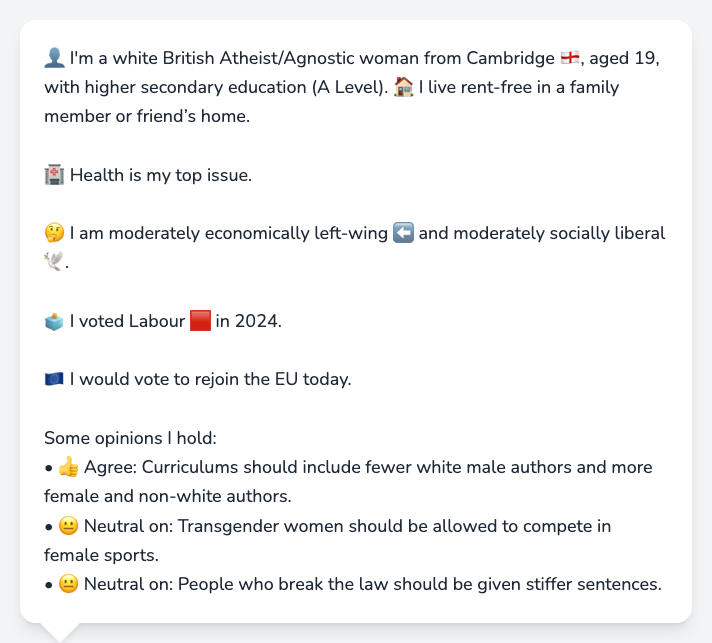 👤 I'm a white British Atheist/Agnostic woman from Cambridge 🏴󠁧󠁢󠁥󠁮󠁧󠁿, aged 19,
with higher secondary education (A Level). 🏠 I live rent-free in a family
member or friend’s home.
🏥 Health is my top issue.
🤔 I am moderately economically left-wing ⬅️ and moderately socially liberal
🕊️.
🗳️ I voted Labour 🟥 in 2024.
🇪🇺 I would vote to rejoin the EU today.
Some opinions I hold:
• 👍 Agree: Curriculums should include fewer white male authors and more
female and non-white authors.
• 😐 Neutral on: Transgender women should be allowed to compete in
female sports.
• 😐 Neutral on: People who break the law should be given stiffer sentences.